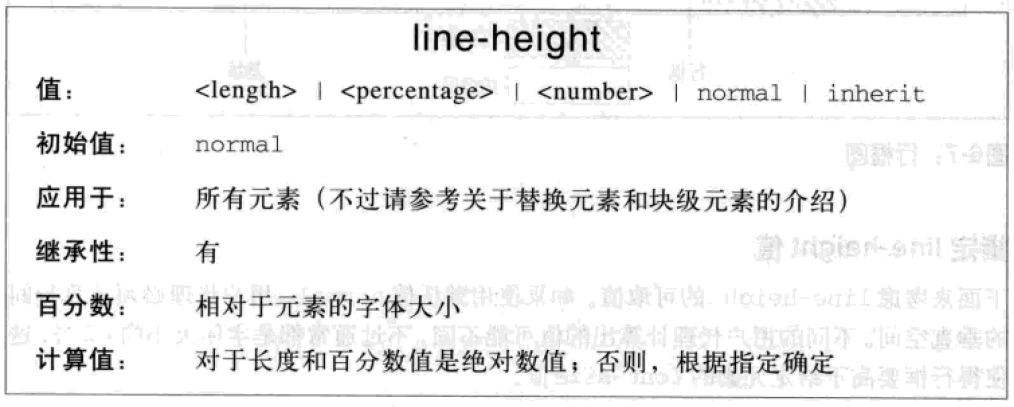 line-height
值： <length> | <percentage> | <number> | normal | inherit
初始值： normal
应用于： 所有元素（不过请参考关于替换元素和块级元素的介绍）
继承性： 有
百分数： 相对于元素的字体大小
计算值： 对于长度和百分数值是绝对数值；否则，根据指定确定